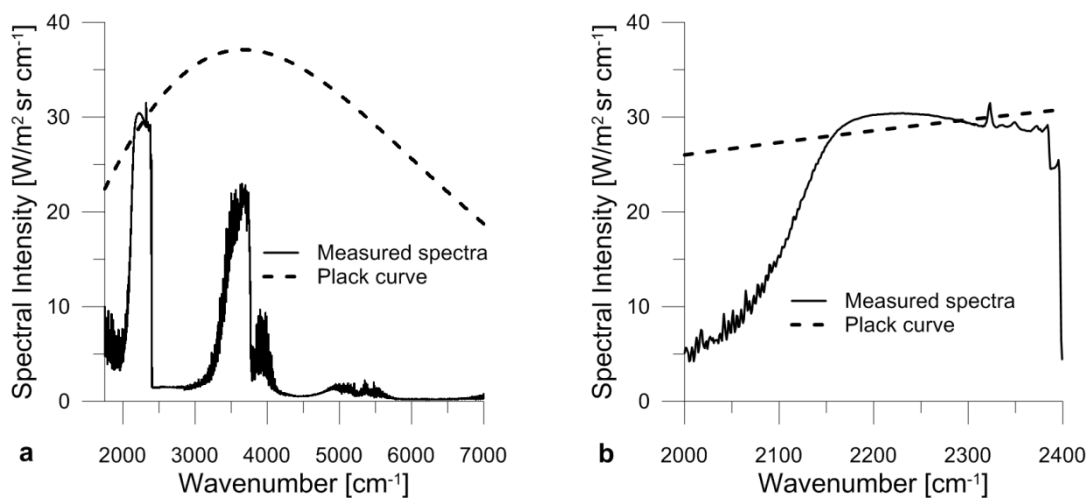 Spectral Intensity [W/m² sr cm⁻¹]
40
30
20
10
0
Measured spectra
Plack curve
2000 3000 4000 5000 6000 7000
a
Wavenumber [cm⁻¹]
Spectral Intensity [W/m² sr cm⁻¹]
40
30
20
10
0
Measured spectra
Plack curve
2000 2100 2200 2300 2400
b
Wavenumber [cm⁻¹]